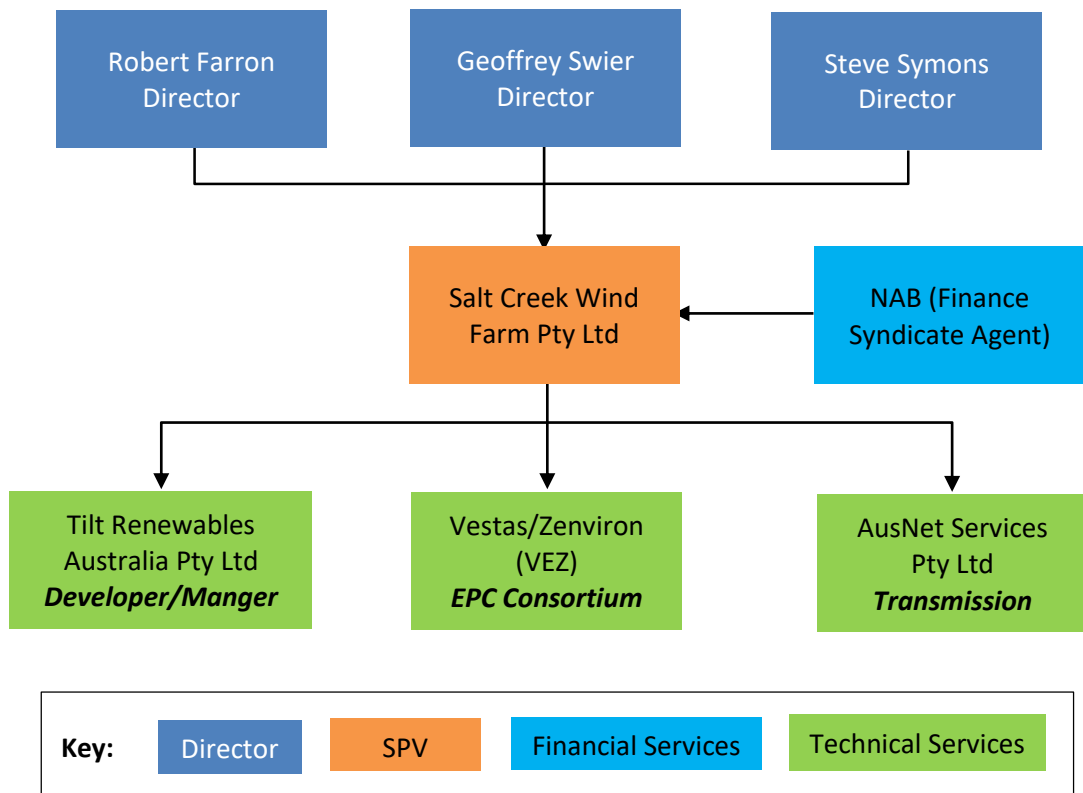 Robert Farron
Director
Geoffrey Swier
Director
Steve Symons
Director
Salt Creek Wind
Farm Pty Ltd
NAB (Finance
Syndicate Agent)
Tilt Renewables
Australia Pty Ltd
Developer/Manger
Vestas/Zenviron
(VEZ)
EPC Consortium
AusNet Services
Pty Ltd
Transmission
Key:
Director
SPV
Financial Services
Technical Services